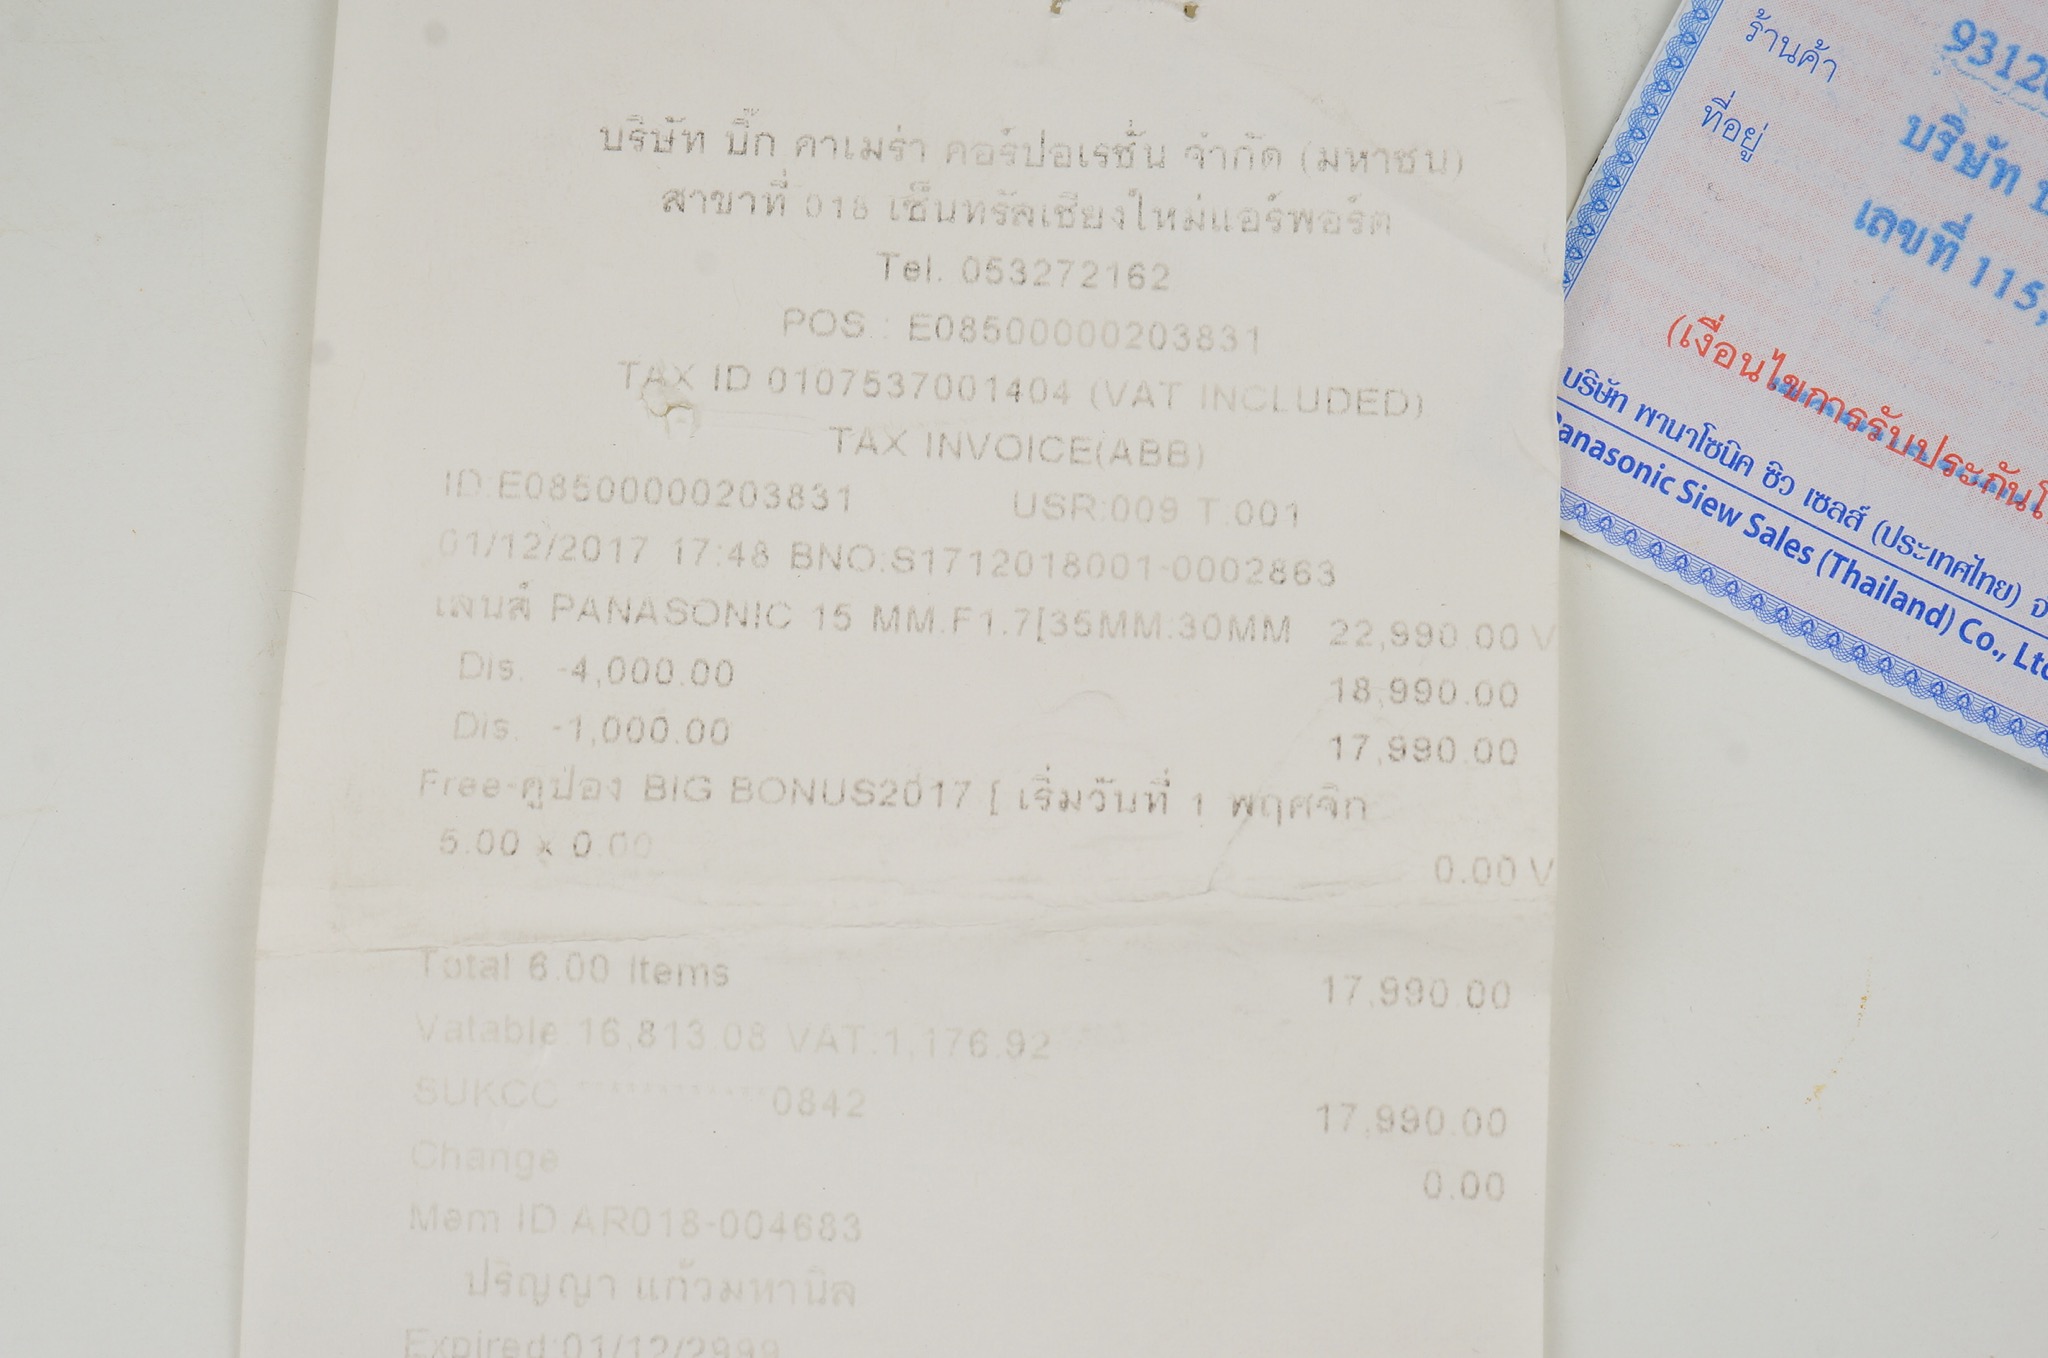 บริษัท บิ๊ก คาเมร่า คอร์ปอเรชั่น จำกัด (มหาชน)
สาขาที่ 018 เซ็นทรัลเชียงใหม่แอร์พอร์ต
Tel. 053272162
POS : E08500000203831
TAX ID 0107537001404 (VAT INCLUDED)
TAX INVOICE(ABB)
ID:E08500000203831 USR:009 T.001
01/12/2017 17:48 BNO:S1712018001-0002863
เลนส์ PANASONIC 15 MM.F1.7[35MM:30MM 22,990.00 V
Dis. -4,000.00 18,990.00
Dis. -1,000.00 17,990.00
Free-คูปอง BIG BONUS2017 [ เริ่มวันที่ 1 พฤศจิก
5.00 x 0.00 0.00 V
Total 6.00 Items 17,990.00
Vatable:16,813.08 VAT:1,176.92
SUKCC ************0842 17,990.00
Change 0.00
Mem ID AR018-004683
ปริญญา แก้วมหานิล
Expired:01/12/2999
ร้านค้า 9312
ที่อยู่ บริษัท
เลขที่ 115,
(เงื่อนไขการรับประกัน
บริษัท พานาโซนิค ซิว เซลส์ (ประเทศไทย) จ
Panasonic Siew Sales (Thailand) Co., Ltd